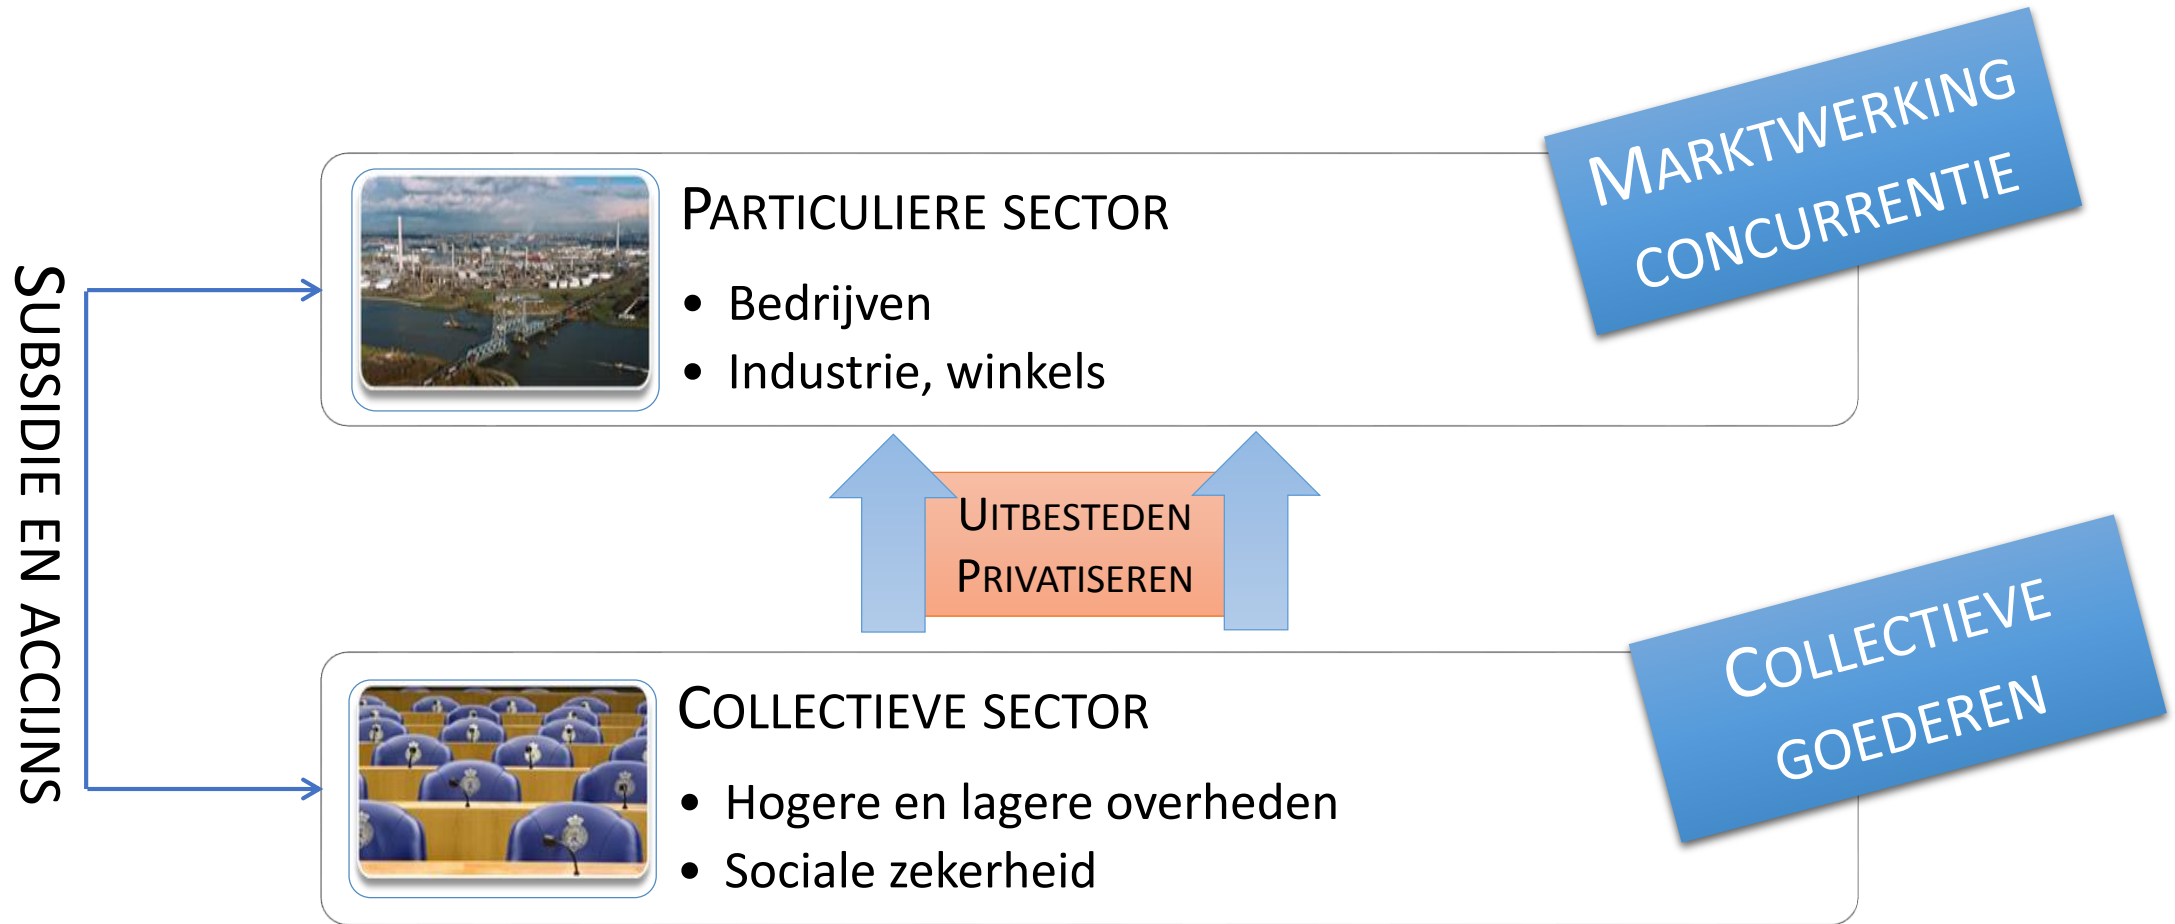 Subsidie en accijns
Marktwerking
concurrentie
Particuliere sector
• Bedrijven
• Industrie, winkels
Uitbesteden
Privatiseren
Collectieve
goederen
Collectieve sector
• Hogere en lagere overheden
• Sociale zekerheid